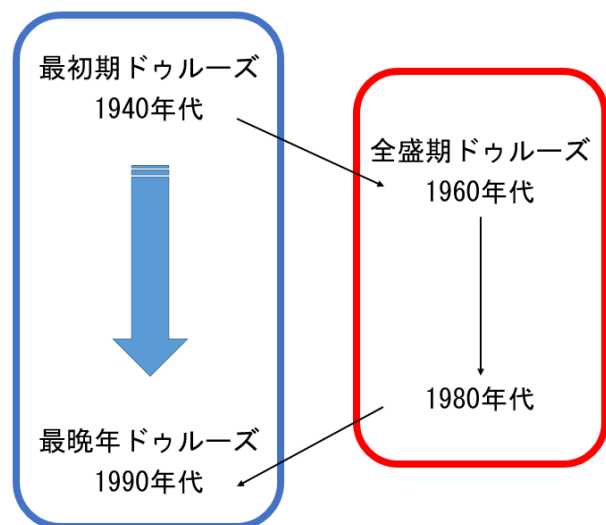 最初期ドゥルーズ
1940年代
全盛期ドゥルーズ
1960年代
1980年代
最晩年ドゥルーズ
1990年代